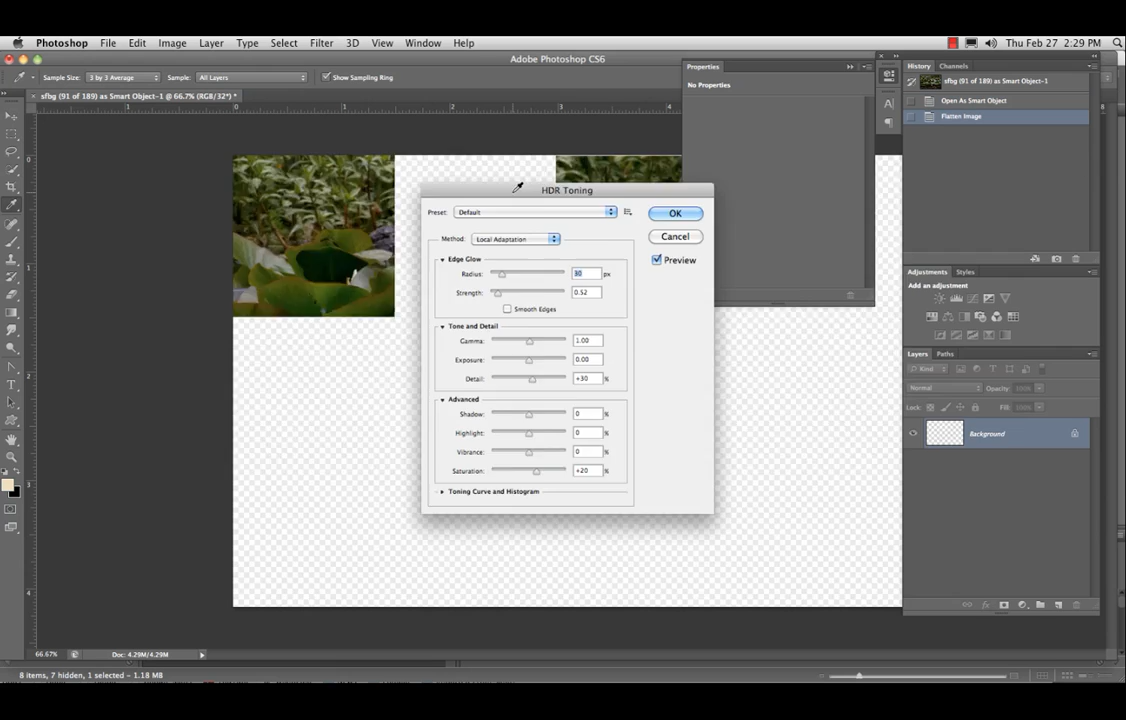 Photoshop File Edit Image Layer Type Select Filter 3D View Window Help Thu Feb 27 2:29 PM
Adobe Photoshop CS6
Sample Size: 3 by 3 Average Sample: All Layers Show Sampling Ring
sfbg (91 of 189) as Smart Object-1 @ 66.7% (RGB/32*) *
Properties
No Properties
History Channels
sfbg (91 of 189) as Smart Object-1
Open As Smart Object
Flatten Image
HDR Toning
Preset: Default
OK
Method: Local Adaptation
Cancel
Preview
Edge Glow
Radius: 30 px
Strength: 0.52
Smooth Edges
Tone and Detail
Gamma: 1.00
Exposure: 0.00
Detail: +30 %
Advanced
Shadow: 0 %
Highlight: 0 %
Vibrance: 0 %
Saturation: +20 %
Toning Curve and Histogram
Adjustments Styles
Add an adjustment
Layers Paths
Kind
Normal Opacity: 100%
Lock: Fill: 100%
Background
66.67% Doc: 4.29M/4.29M
8 items, 7 hidden, 1 selected - 1.18 MB